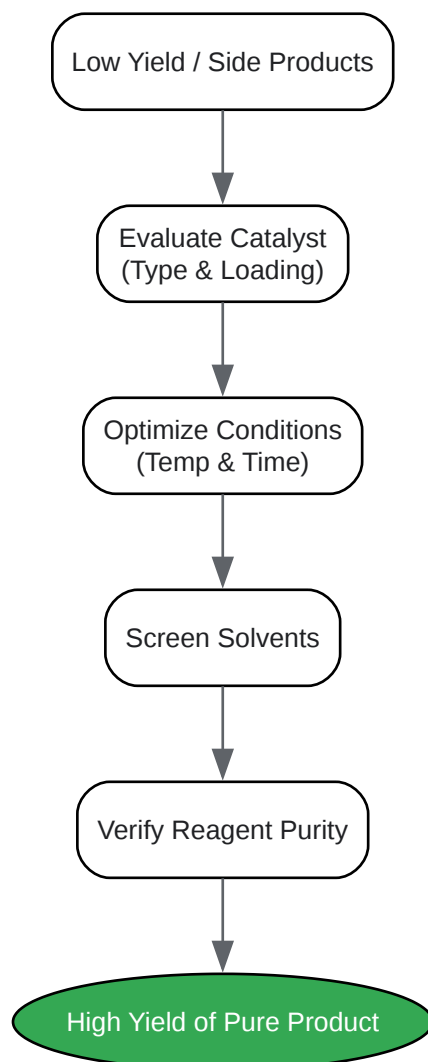 Low Yield / Side Products
Evaluate Catalyst
(Type & Loading)
Optimize Conditions
(Temp & Time)
Screen Solvents
Verify Reagent Purity
High Yield of Pure Product